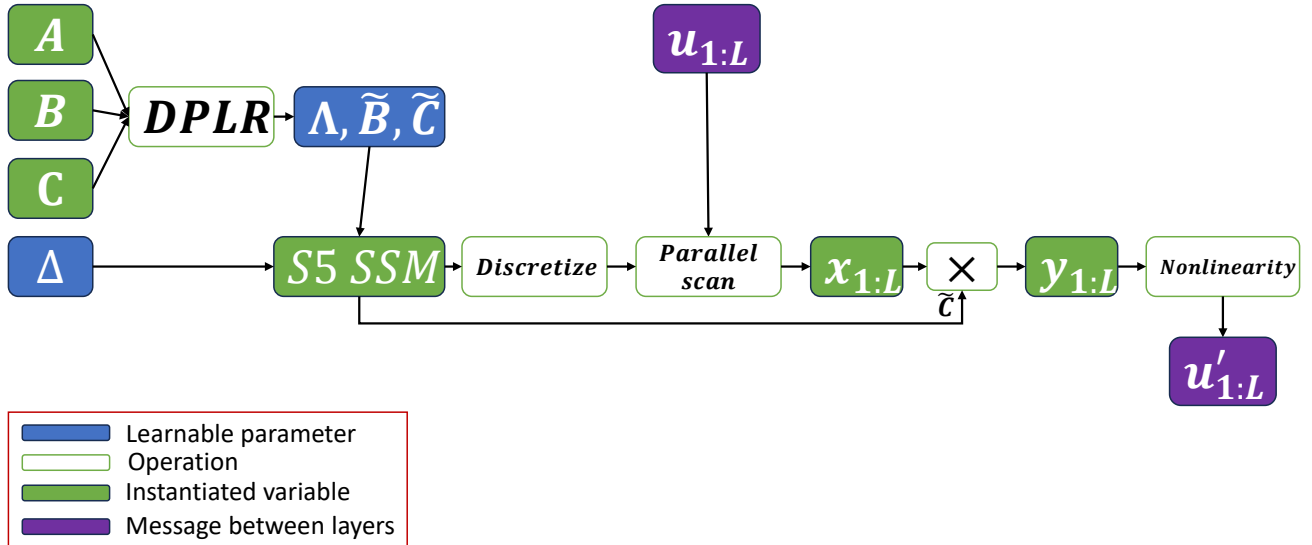 A
B
C
DPLR
Λ, B̃, C̃
u₁:L
Δ
S5 SSM
Discretize
Parallel
scan
x₁:L
×
C̃
y₁:L
Nonlinearity
u′₁:L
Learnable parameter
Operation
Instantiated variable
Message between layers